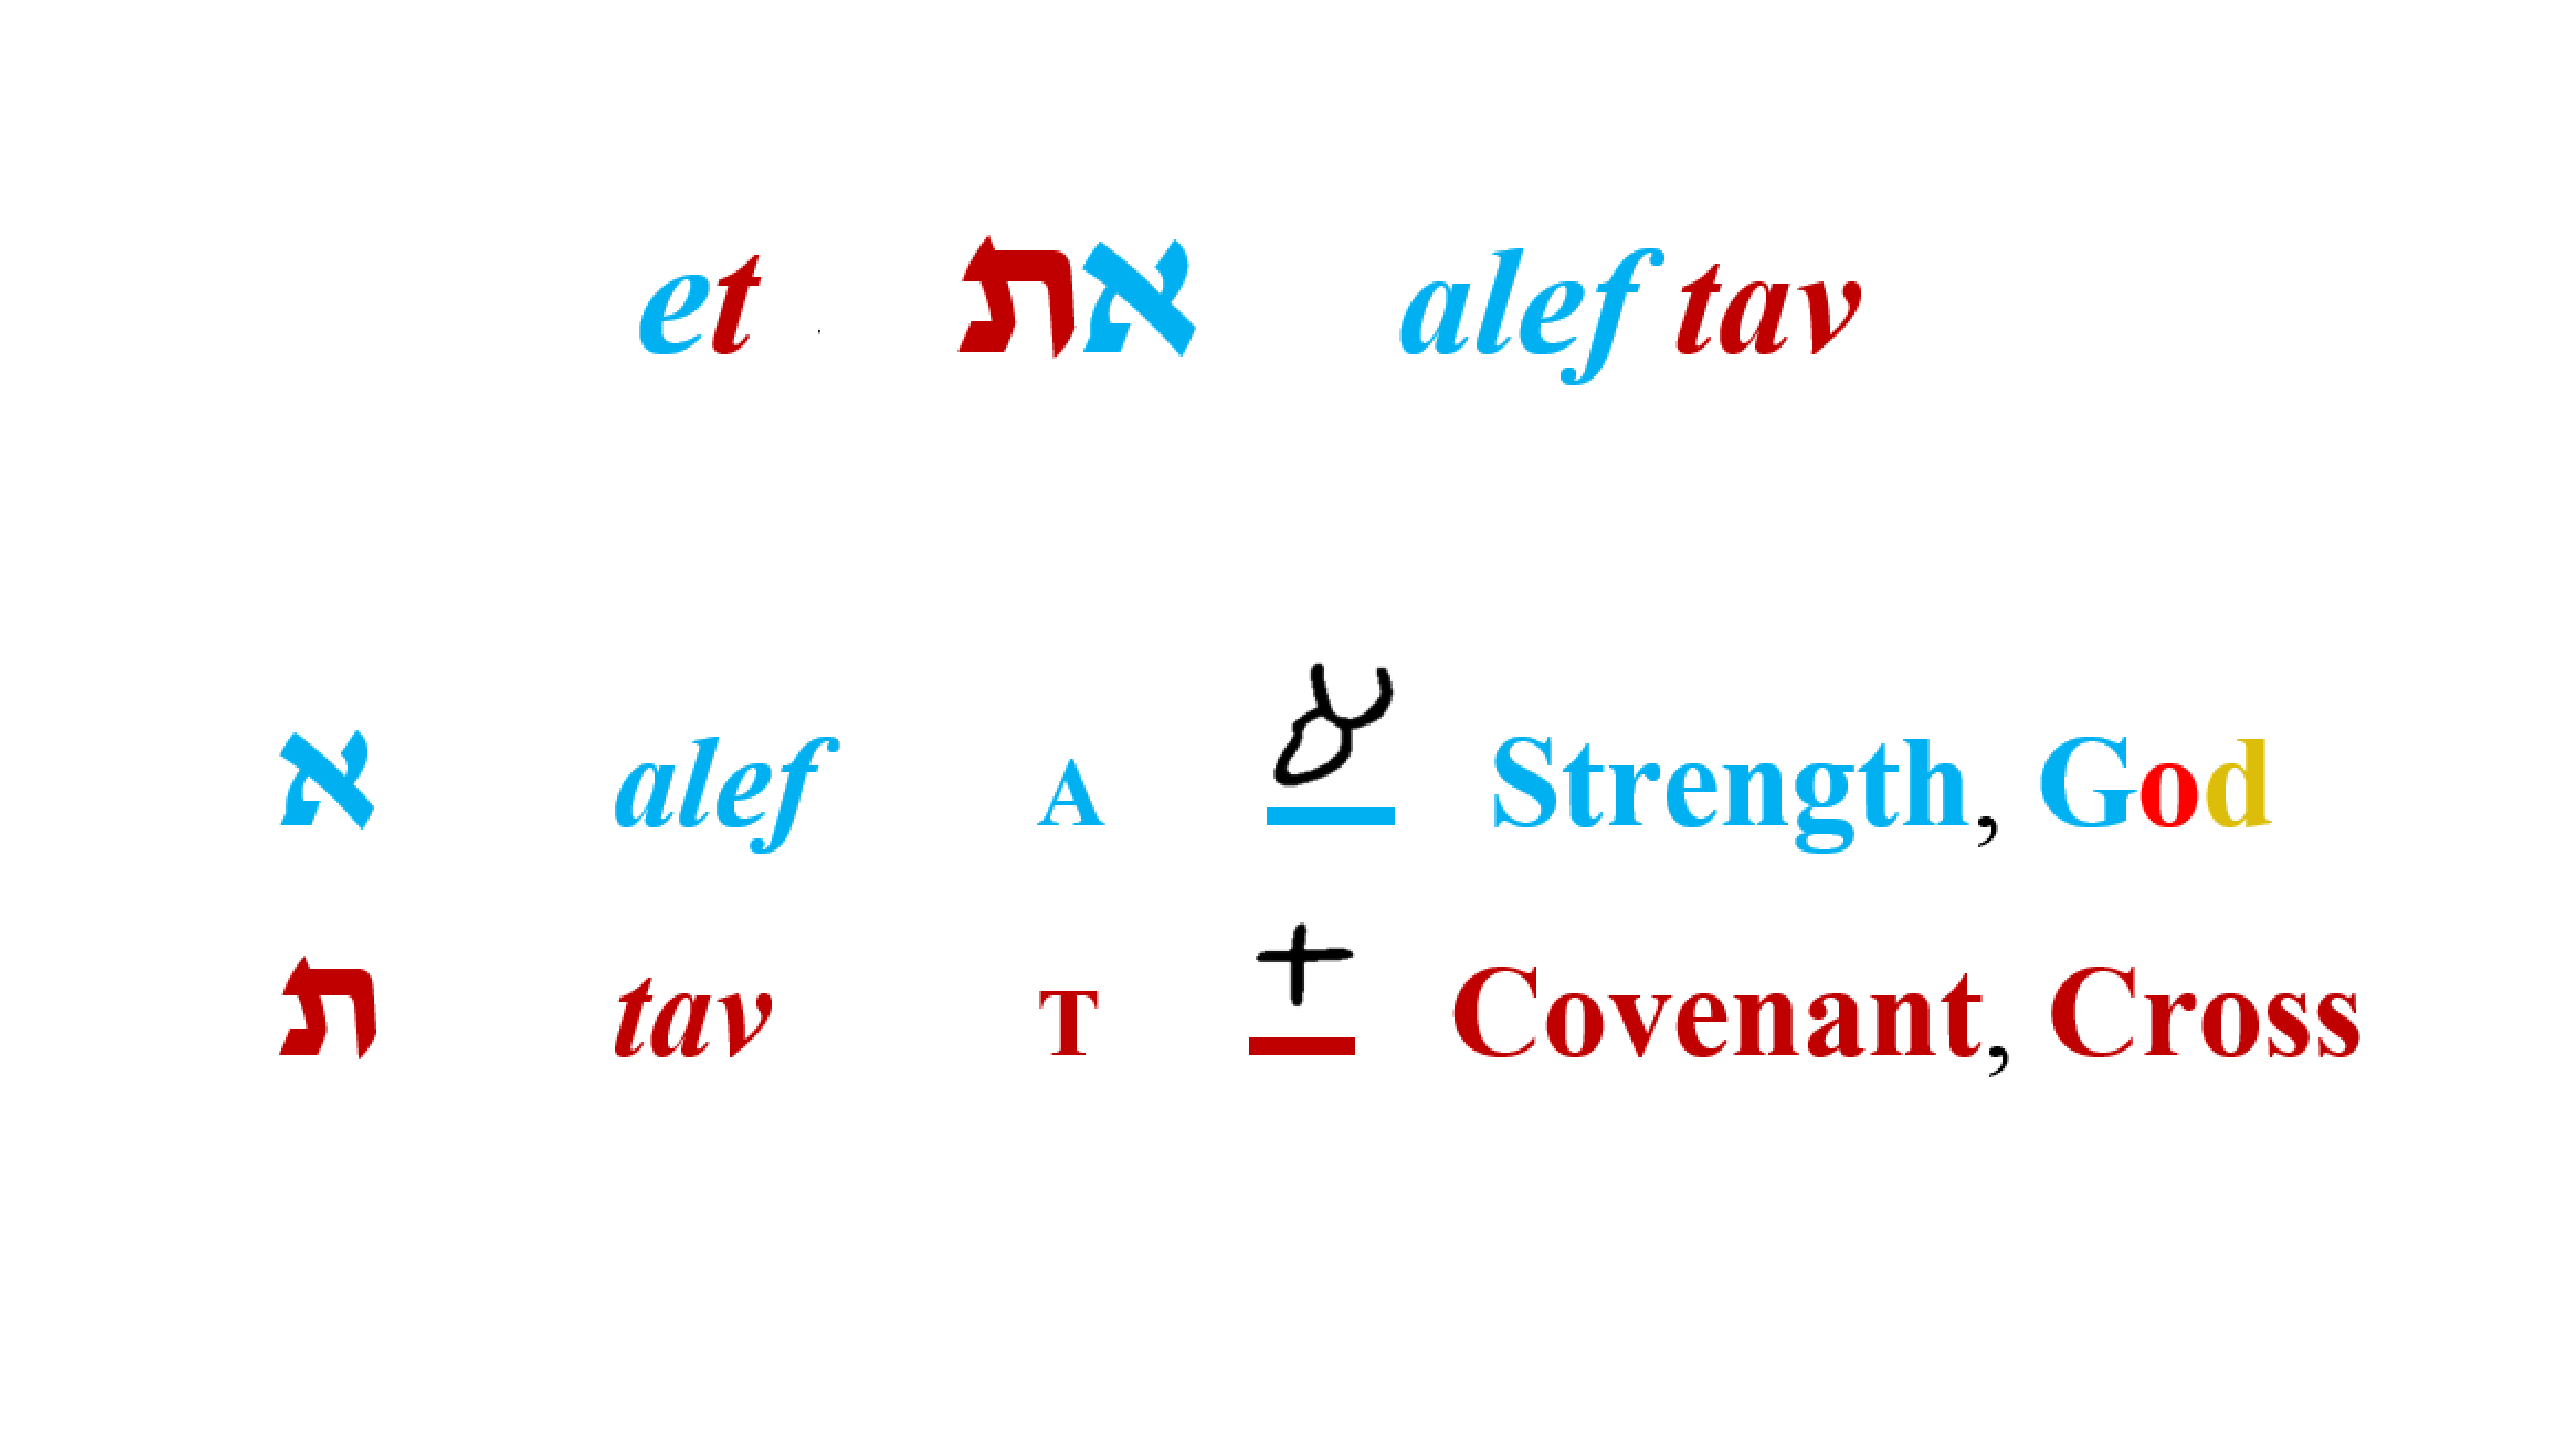 et את alef tav
א alef A Strength, God
ת tav T Covenant, Cross